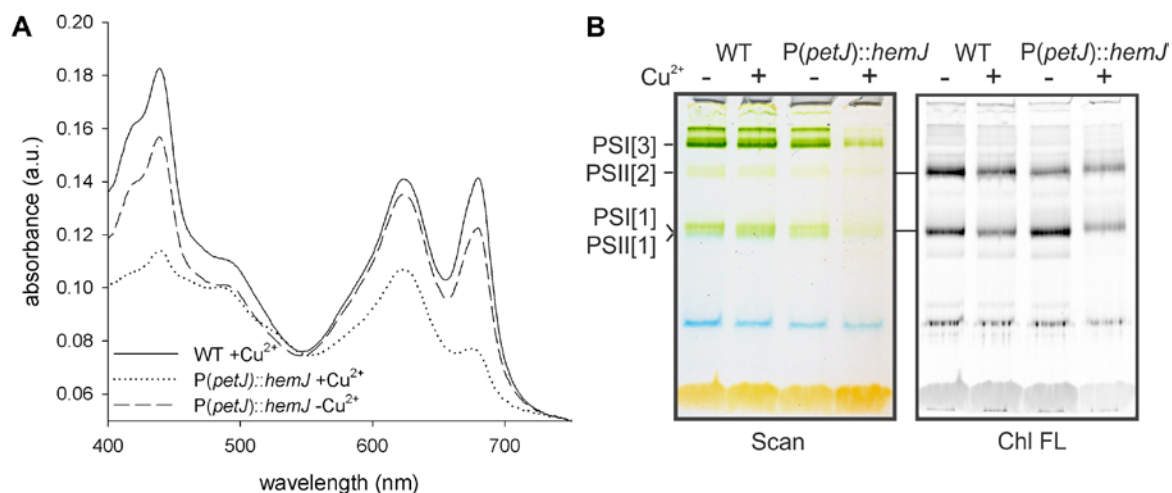 A
absorbance (a.u.)
0.20
0.18
0.16
0.14
0.12
0.10
0.08
0.06
WT +Cu2+
P(petJ)::hemJ +Cu2+
P(petJ)::hemJ -Cu2+
400 500 600 700
wavelength (nm)
B
WT P(petJ)::hemJ WT P(petJ)::hemJ
Cu2+ - + - + - + - +
PSI[3]
PSII[2]
PSI[1]
PSII[1]
Scan Chl FL